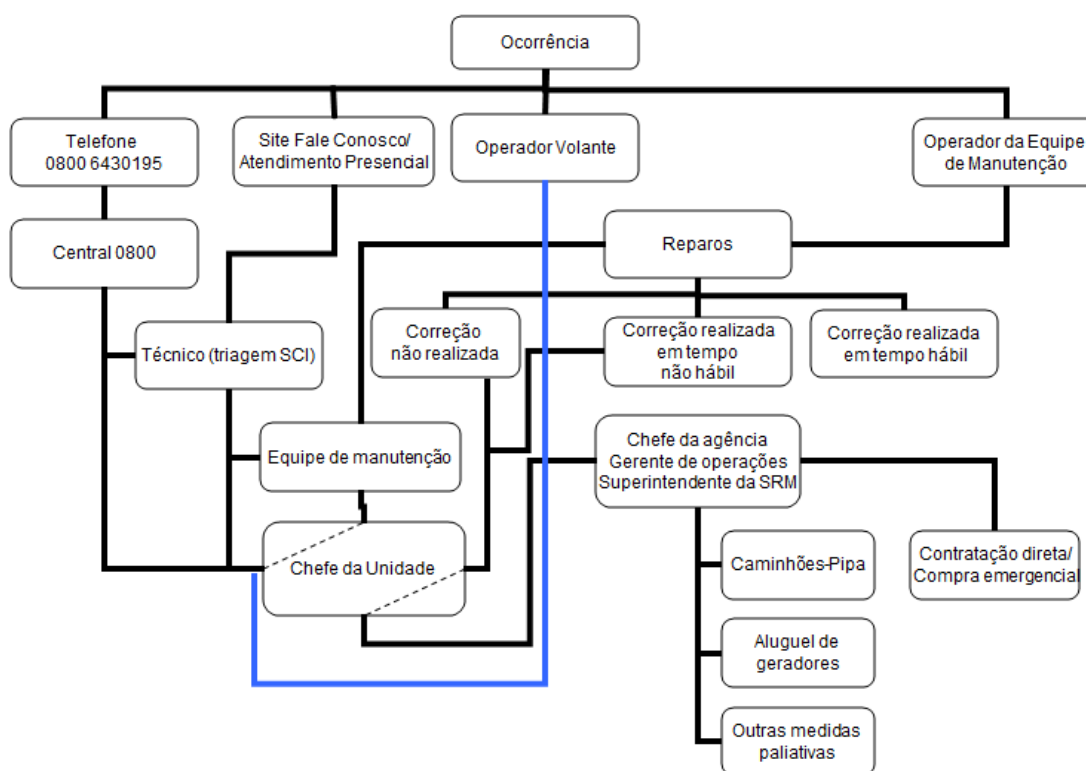 Ocorrência
Telefone
0800 6430195
Site Fale Conosco/
Atendimento Presencial
Operador Volante
Operador da Equipe
de Manutenção
Central 0800
Reparos
Técnico (triagem SCI)
Correção
não realizada
Correção realizada
em tempo
não hábil
Correção realizada
em tempo hábil
Equipe de manutenção
Chefe da agência
Gerente de operações
Superintendente da SRM
Chefe da Unidade
Caminhões-Pipa
Contratação direta/
Compra emergencial
Aluguel de
geradores
Outras medidas
paliativas